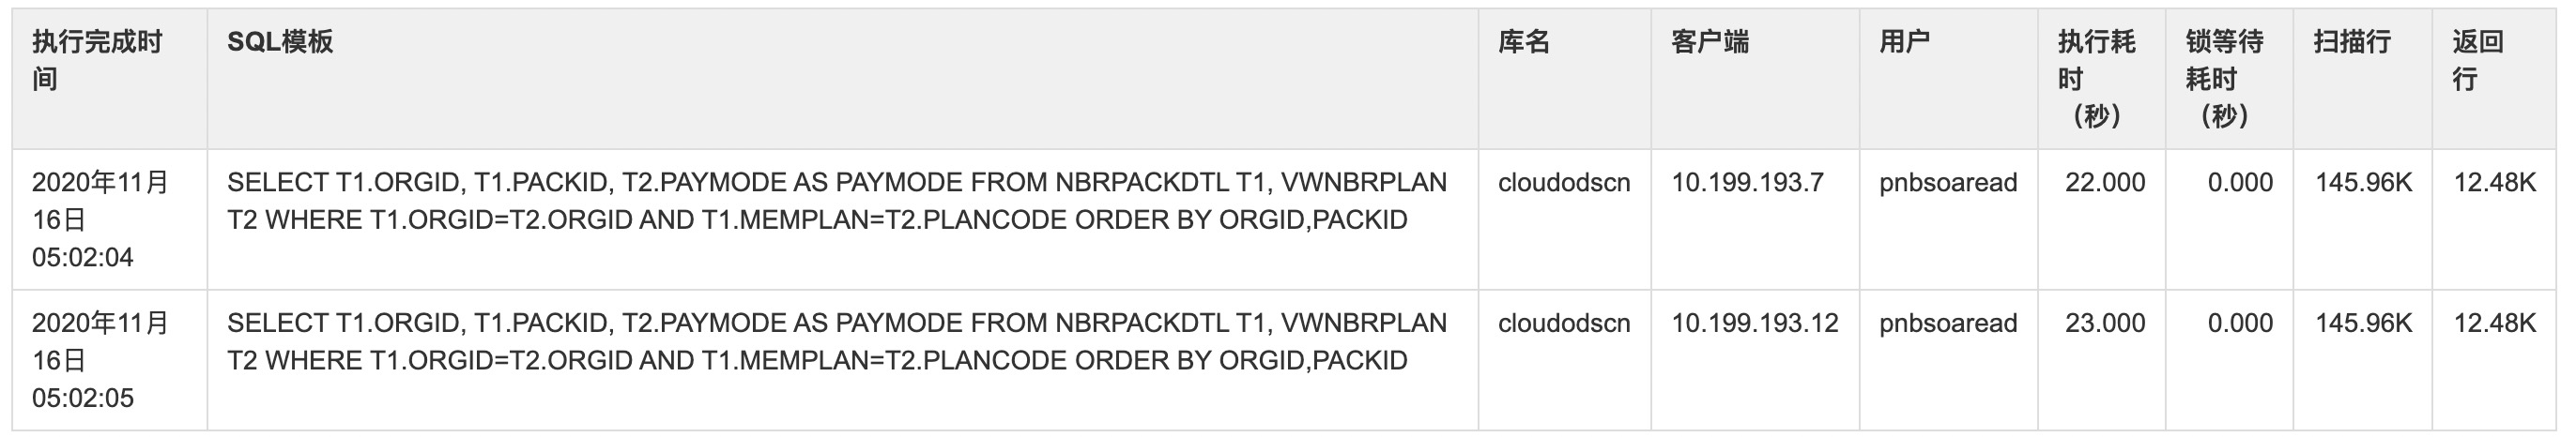 执行完成时
间
SQL模板
库名
客户端
用户
执行耗
时
（秒）
锁等待
耗时
（秒）
扫描行
返回
行
2020年11月
16日
05:02:04
SELECT T1.ORGID, T1.PACKID, T2.PAYMODE AS PAYMODE FROM NBRPACKDTL T1, VWNBRPLAN
T2 WHERE T1.ORGID=T2.ORGID AND T1.MEMPLAN=T2.PLANCODE ORDER BY ORGID,PACKID
cloudodscn
10.199.193.7
pnbsoaread
22.000
0.000
145.96K
12.48K
2020年11月
16日
05:02:05
SELECT T1.ORGID, T1.PACKID, T2.PAYMODE AS PAYMODE FROM NBRPACKDTL T1, VWNBRPLAN
T2 WHERE T1.ORGID=T2.ORGID AND T1.MEMPLAN=T2.PLANCODE ORDER BY ORGID,PACKID
cloudodscn
10.199.193.12
pnbsoaread
23.000
0.000
145.96K
12.48K